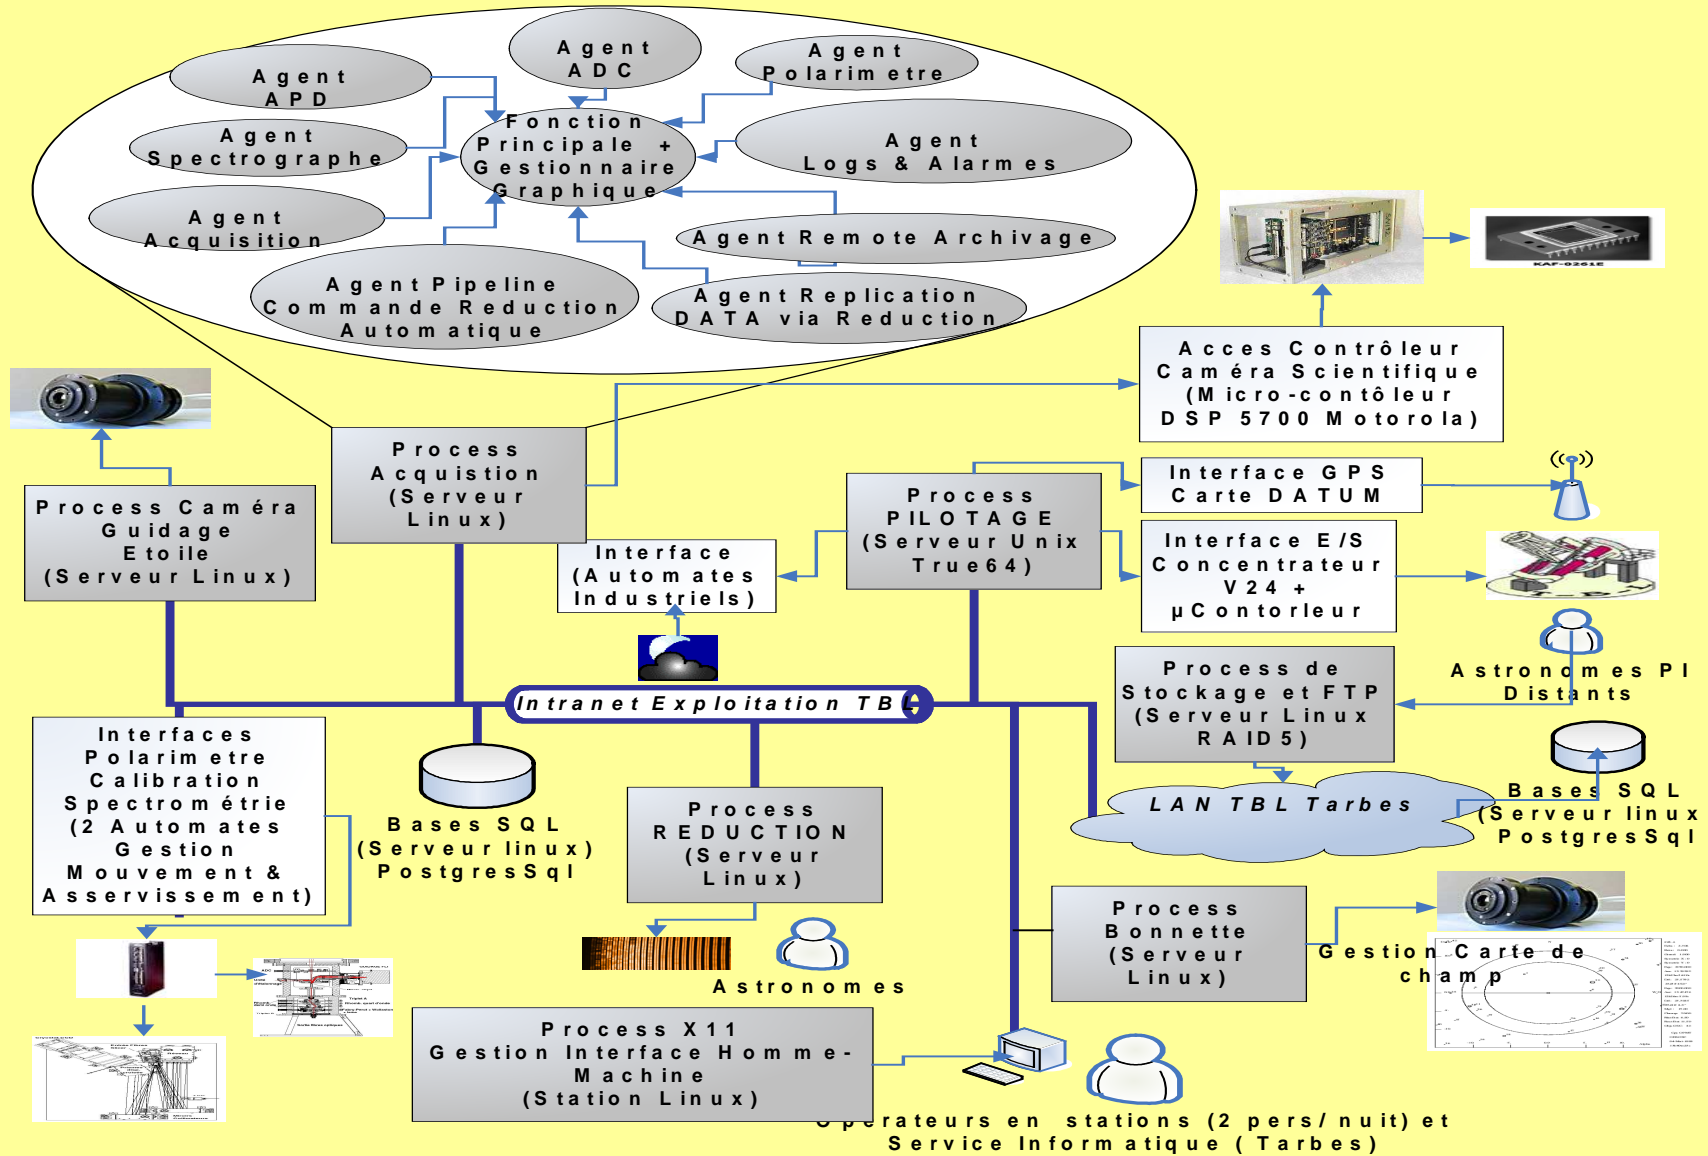 Agent
ADC
Agent
Polarimetre
Agent
APD
Agent
Spectrographe
Fonction
Principale +
Gestionnaire
Graphique
Agent
Logs & Alarmes
Agent
Acquisition
Agent Remote Archivage
Agent Pipeline
Commande Reduction
Automatique
Agent Replication
DATA via Reduction
KAF-0261E
Acces Contrôleur
Caméra Scientifique
(Micro-contôleur
DSP 5700 Motorola)
Process
Acquistion
(Serveur
Linux)
Process Caméra
Guidage
Etoile
(Serveur Linux)
Process
PILOTAGE
(Serveur Unix
True64)
Interface GPS
Carte DATUM
Interface
(Automates
Industriels)
Interface E/S
Concentrateur
V24 +
µContorleur
Astronomes PI
Distants
Process de
Stockage et FTP
(Serveur Linux
RAID5)
Intranet Exploitation TBL
Interfaces
Polarimetre
Calibration
Spectrométrie
(2 Automates
Gestion
Mouvement &
Asservissement)
Bases SQL
(Serveur linux)
PostgresSql
Process
REDUCTION
(Serveur
Linux)
LAN TBL Tarbes
Bases SQL
(Serveur linux
PostgresSql
Astronomes
Process
Bonnette
(Serveur
Linux)
Gestion Carte de
champ
Process X11
Gestion Interface Homme-
Machine
(Station Linux)
Operateurs en stations (2 pers/nuit) et
Service Informatique (Tarbes)